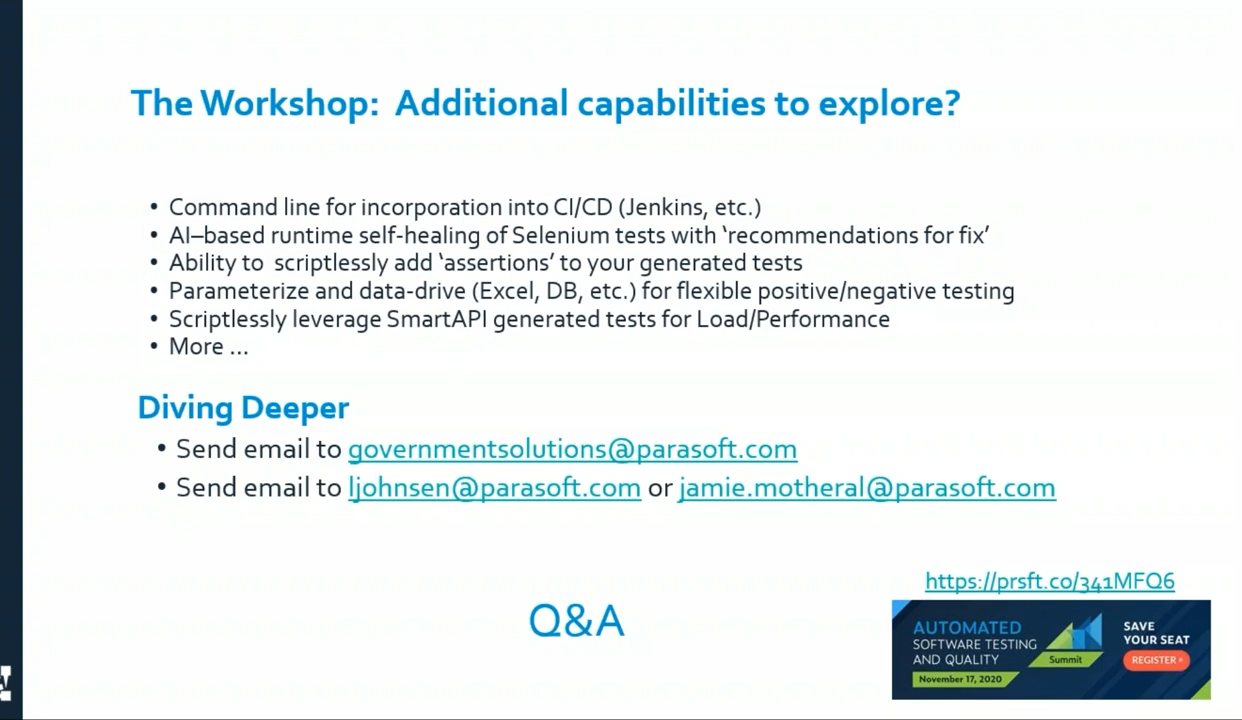 The Workshop:  Additional capabilities to explore?
• Command line for incorporation into CI/CD (Jenkins, etc.)
• AI–based runtime self-healing of Selenium tests with ‘recommendations for fix’
• Ability to  scriptlessly add ‘assertions’ to your generated tests
• Parameterize and data-drive (Excel, DB, etc.) for flexible positive/negative testing
• Scriptlessly leverage SmartAPI generated tests for Load/Performance
• More ...
Diving Deeper
• Send email to governmentsolutions@parasoft.com
• Send email to ljohnsen@parasoft.com or jamie.motheral@parasoft.com
https://prsft.co/341MFQ6
Q&A
AUTOMATED
SOFTWARE TESTING
AND QUALITY
Summit
November 17, 2020
SAVE
YOUR SEAT
REGISTER »